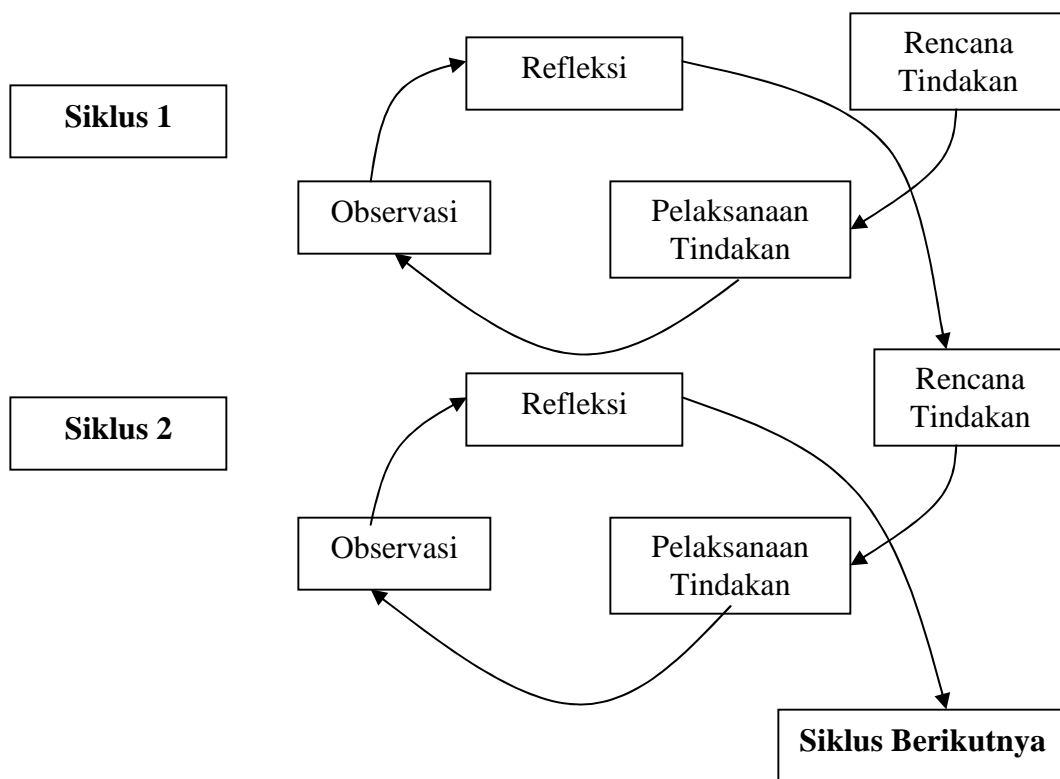 Rencana
Tindakan
Refleksi
Siklus 1
Observasi
Pelaksanaan
Tindakan
Rencana
Tindakan
Refleksi
Siklus 2
Observasi
Pelaksanaan
Tindakan
Siklus Berikutnya